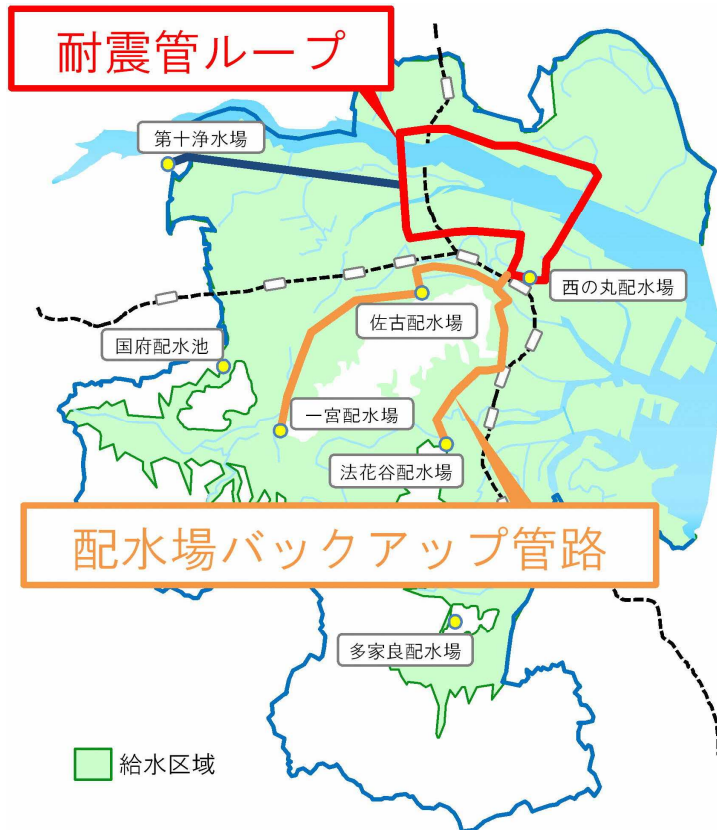 耐震管ループ
第十浄水場
西の丸配水場
佐古配水場
国府配水池
一宮配水場
法花谷配水場
配水場バックアップ管路
多家良配水場
給水区域